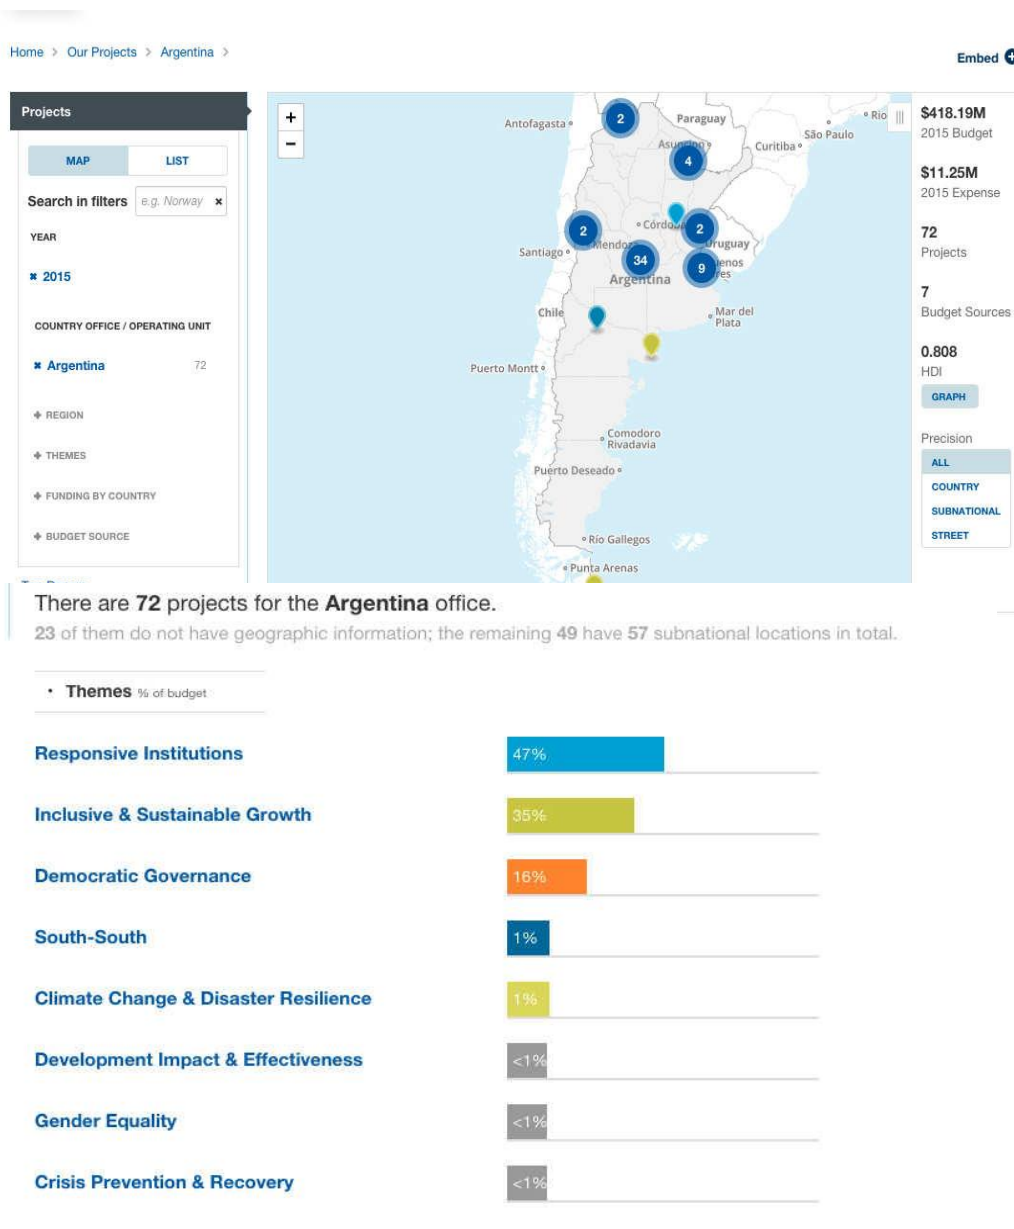 Home > Our Projects > Argentina >
Embed
Projects
MAP LIST
Search in filters e.g. Norway ×
YEAR
× 2015
COUNTRY OFFICE / OPERATING UNIT
× Argentina 72
+ REGION
+ THEMES
+ FUNDING BY COUNTRY
+ BUDGET SOURCE
+
−
Antofagasta
2
Paraguay
Rio
São Paulo
4
Curitiba
Córdoba
2
2
Mendoza
Uruguay
Santiago
34
9
Argentina
Chile
Mar del
Plata
Puerto Montt
Comodoro
Rivadavia
Puerto Deseado
Río Gallegos
Punta Arenas
$418.19M
2015 Budget
$11.25M
2015 Expense
72
Projects
7
Budget Sources
0.808
HDI
GRAPH
Precision
ALL
COUNTRY
SUBNATIONAL
STREET
There are 72 projects for the Argentina office.
23 of them do not have geographic information; the remaining 49 have 57 subnational locations in total.
• Themes % of budget
Responsive Institutions 47%
Inclusive & Sustainable Growth 35%
Democratic Governance 16%
South-South 1%
Climate Change & Disaster Resilience 1%
Development Impact & Effectiveness <1%
Gender Equality <1%
Crisis Prevention & Recovery <1%